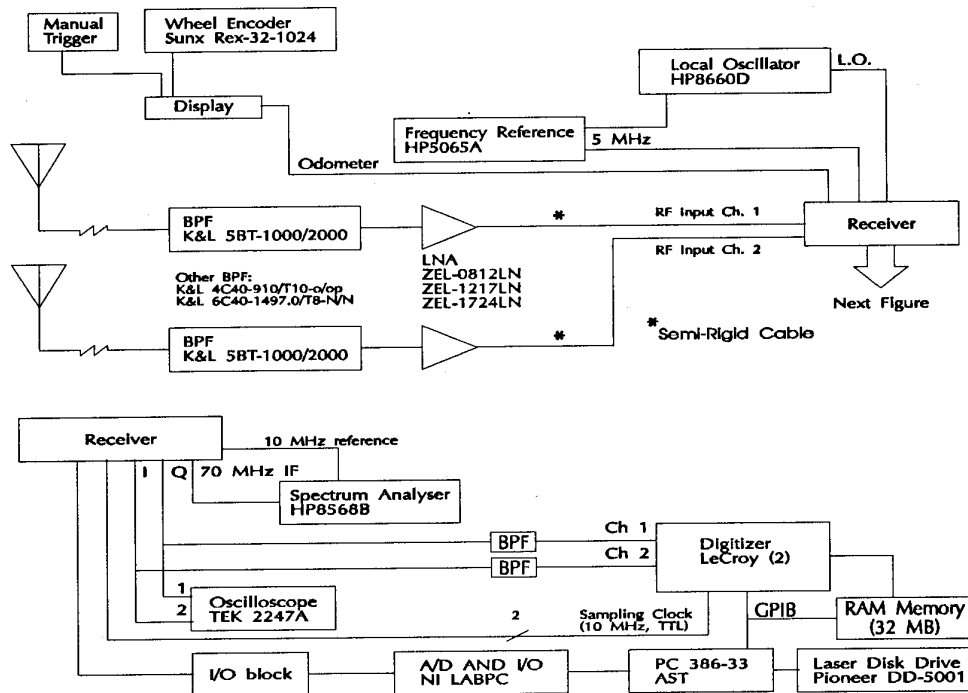 Manual
Trigger
Wheel Encoder
Sunx Rex-32-1024
Display
Local Oscillator
HP8660D
L.O.
Frequency Reference
HP5065A
5 MHz
Odometer
BPF
K&L 5BT-1000/2000
*
RF Input Ch. 1
Receiver
RF Input Ch. 2
LNA
ZEL-0812LN
ZEL-1217LN
ZEL-1724LN
Other BPF:
K&L 4C40-910/T10-o/op
K&L 6C40-1497.0/T8-N/N
Next Figure
BPF
K&L 5BT-1000/2000
*
*Semi-Rigid Cable
Receiver
10 MHz reference
I
Q
70 MHz IF
Spectrum Analyser
HP8568B
BPF
Ch 1
BPF
Ch 2
Digitizer
LeCroy (2)
1
2
Oscilloscope
TEK 2247A
2
Sampling Clock
(10 MHz, TTL)
GPIB
RAM Memory
(32 MB)
I/O block
A/D AND I/O
NI LABPC
PC 386-33
AST
Laser Disk Drive
Pioneer DD-5001